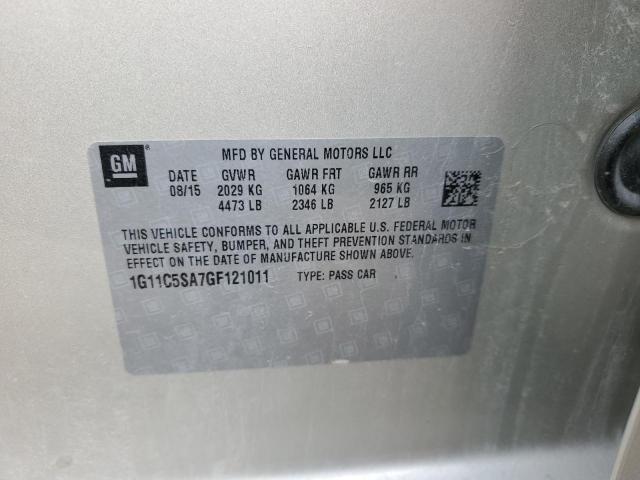 GM
MFD BY GENERAL MOTORS LLC
DATE GVWR GAWR FRT GAWR RR
08/15 2029 KG 1064 KG 965 KG
4473 LB 2346 LB 2127 LB
THIS VEHICLE CONFORMS TO ALL APPLICABLE U.S. FEDERAL MOTOR
VEHICLE SAFETY, BUMPER, AND THEFT PREVENTION STANDARDS IN
EFFECT ON THE DATE OF MANUFACTURE SHOWN ABOVE.
1G11C5SA7GF121011 TYPE: PASS CAR